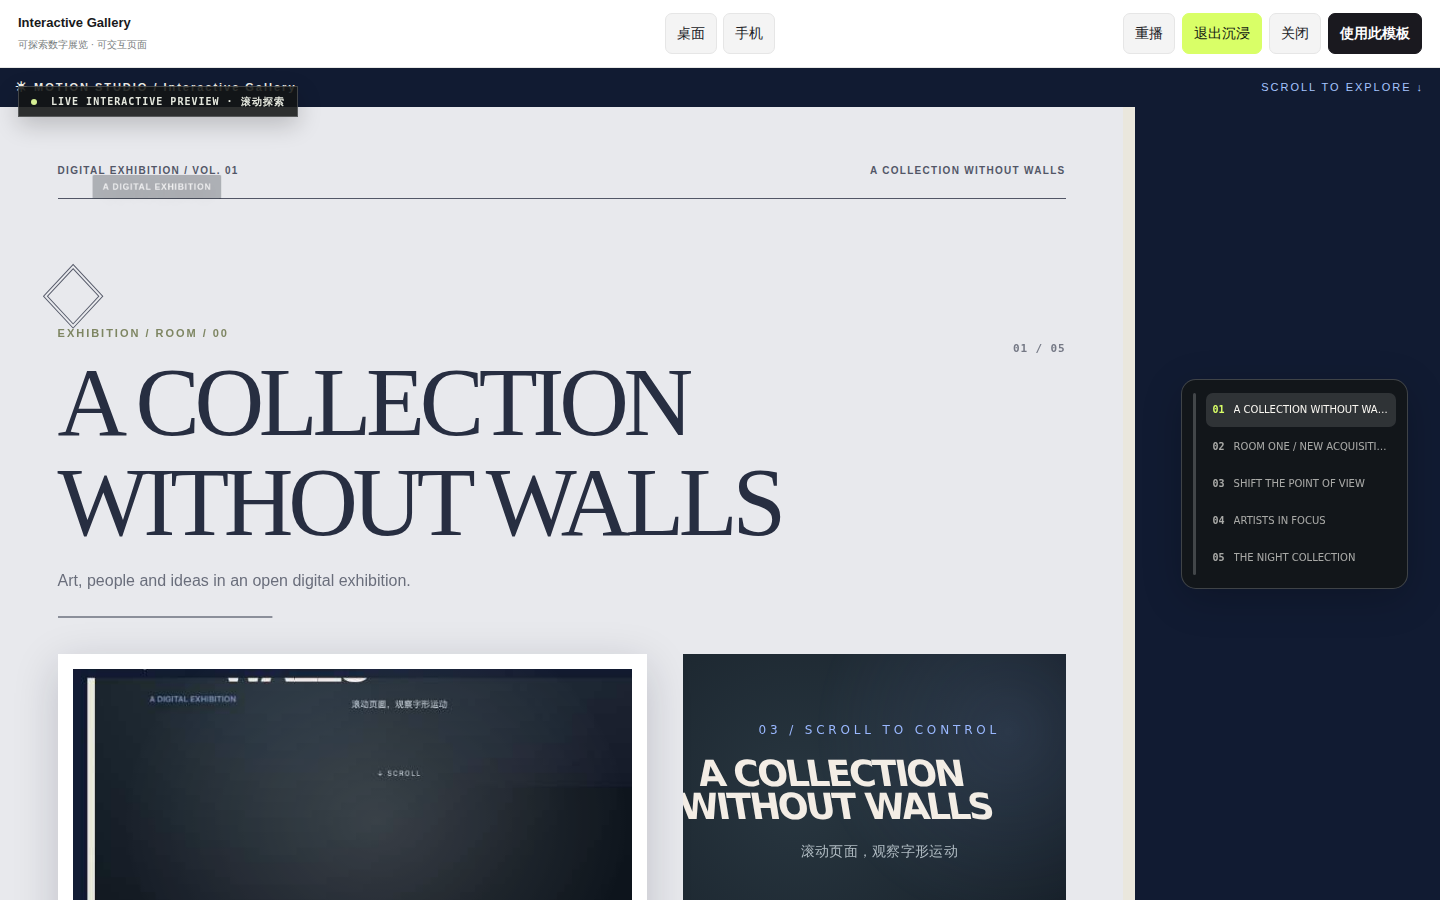 Interactive Gallery
可探索数字展览 · 可交互页面
桌面
手机
重播
退出沉浸
关闭
使用此模板
MOTION STUDIO / Interactive Gallery
SCROLL TO EXPLORE ↓
LIVE INTERACTIVE PREVIEW · 滚动探索
DIGITAL EXHIBITION / VOL. 01
A COLLECTION WITHOUT WALLS
A DIGITAL EXHIBITION
EXHIBITION / ROOM / 00
01 / 05
A COLLECTION
WITHOUT WALLS
Art, people and ideas in an open digital exhibition.
01 A COLLECTION WITHOUT WA...
02 ROOM ONE / NEW ACQUISITI...
03 SHIFT THE POINT OF VIEW
04 ARTISTS IN FOCUS
05 THE NIGHT COLLECTION
WALLS
A DIGITAL EXHIBITION
滚动页面，观察字形运动
↓ SCROLL
03 / SCROLL TO CONTROL
A COLLECTION
WITHOUT WALLS
滚动页面，观察字形运动